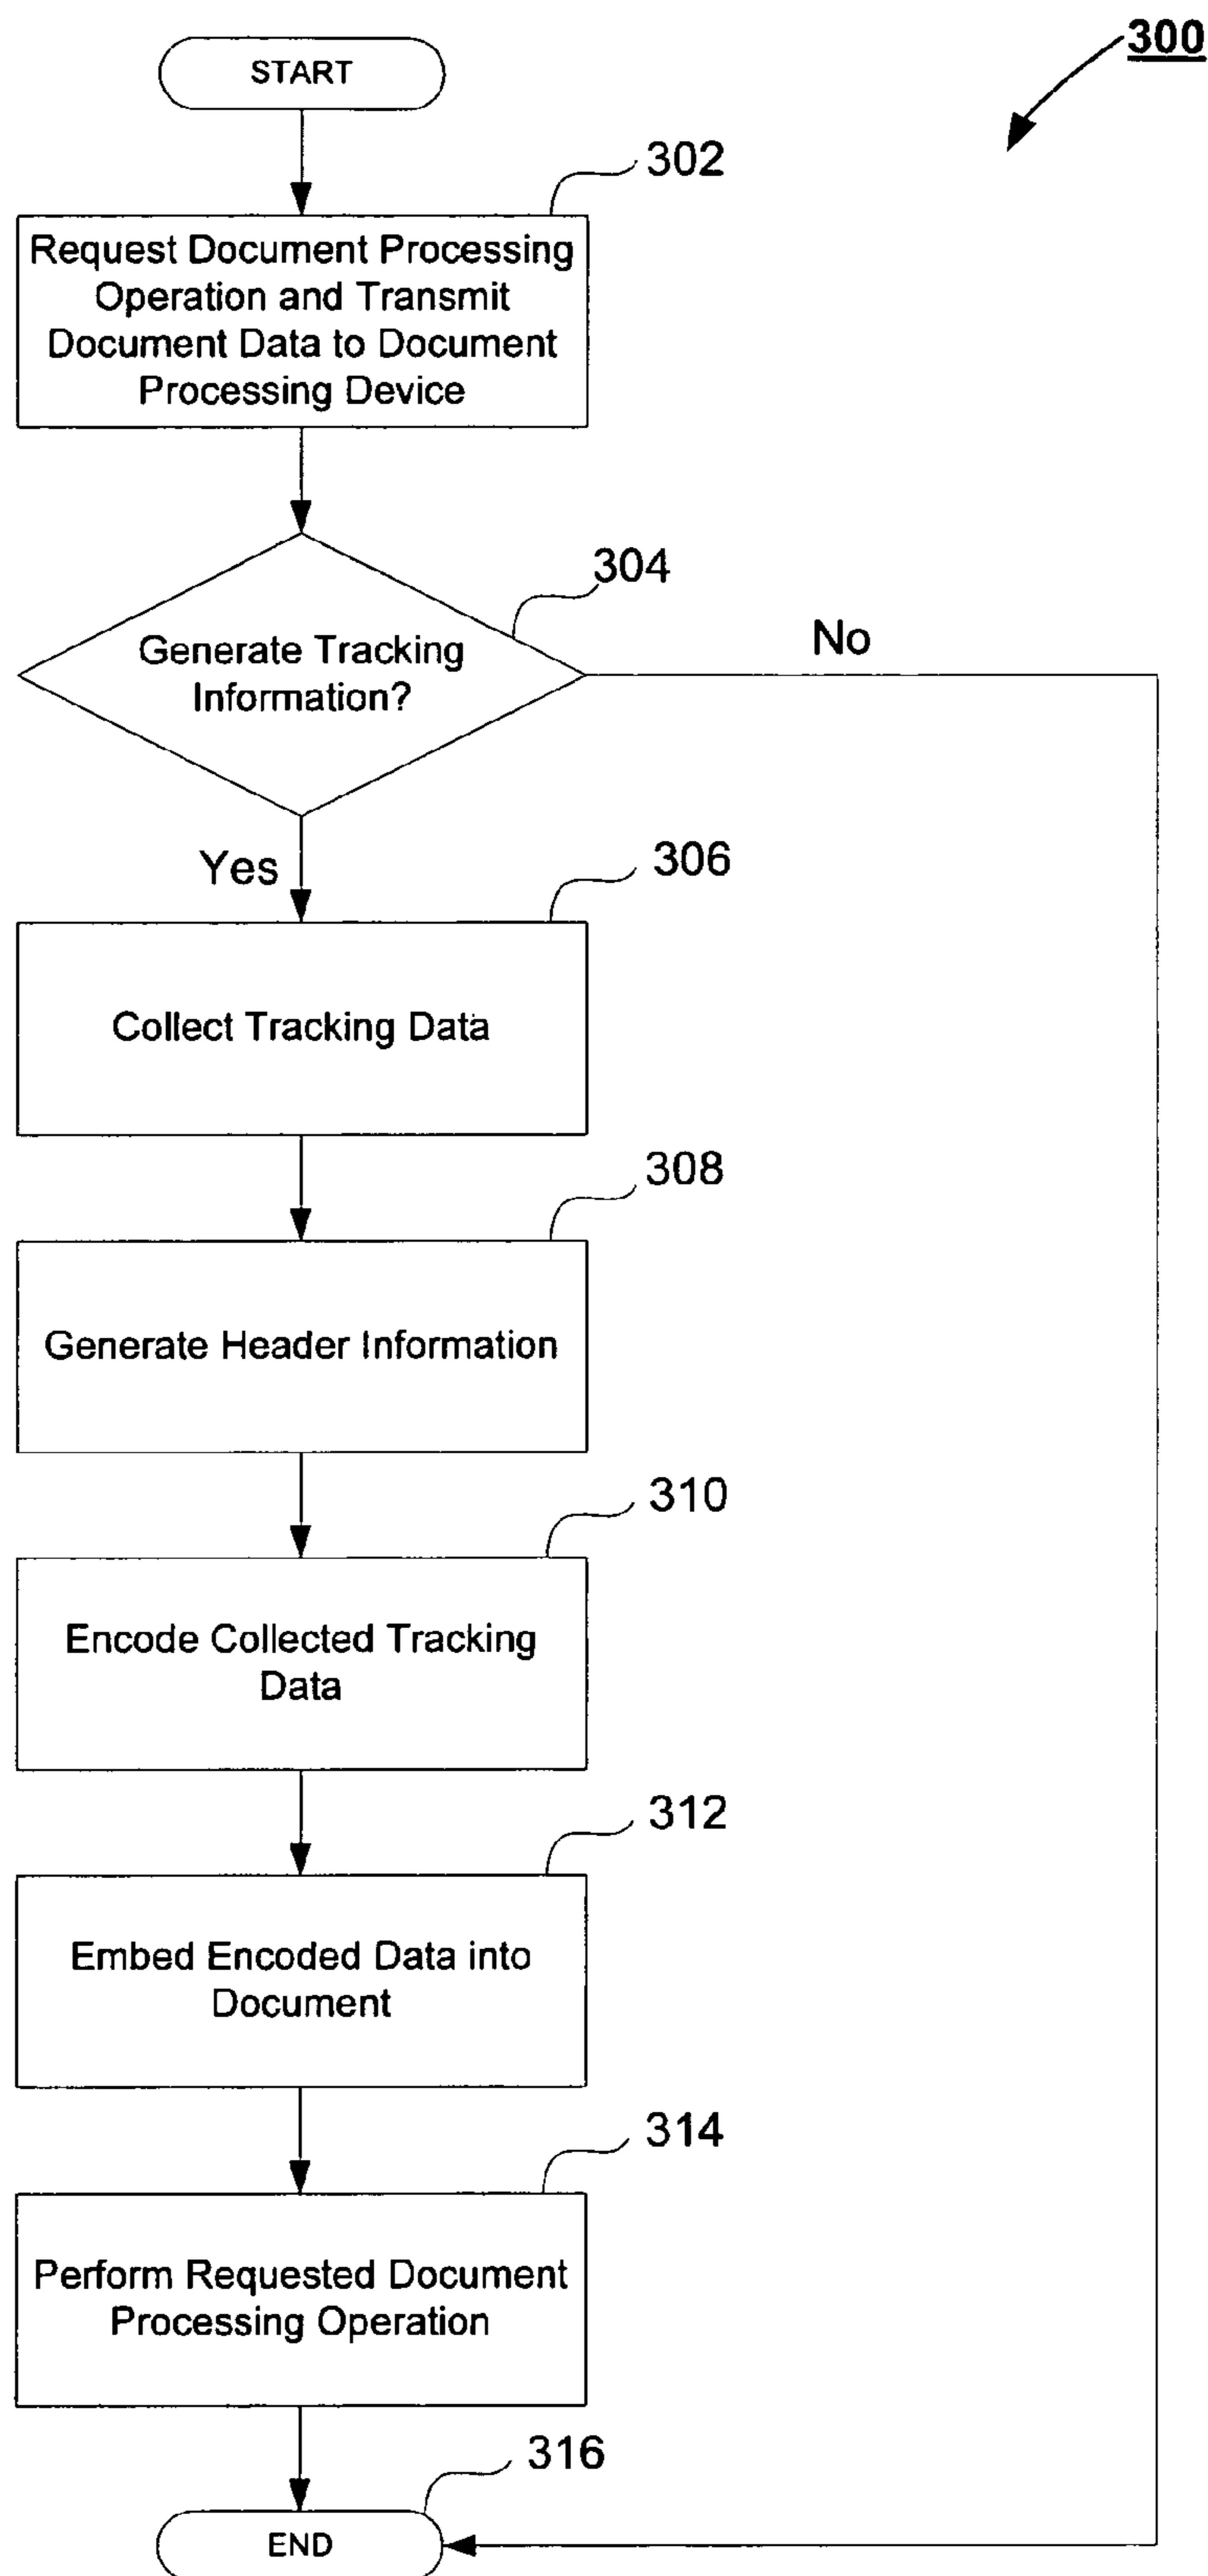 300
START
302
Request Document Processing
Operation and Transmit
Document Data to Document
Processing Device
304
Generate Tracking
Information?
No
Yes
306
Collect Tracking Data
308
Generate Header Information
310
Encode Collected Tracking
Data
312
Embed Encoded Data into
Document
314
Perform Requested Document
Processing Operation
316
END